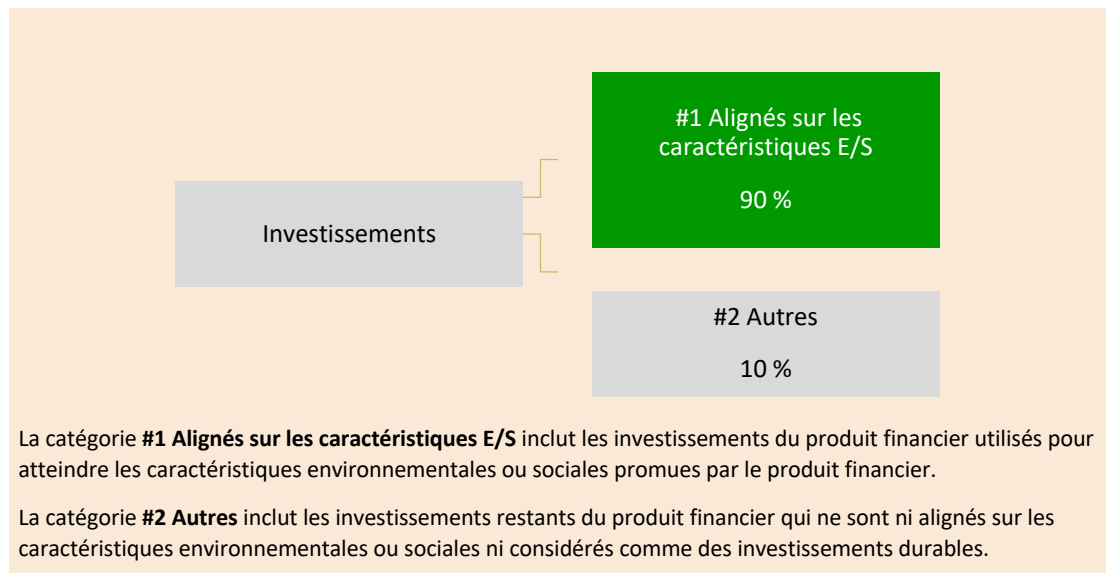 #1 Alignés sur les
caractéristiques E/S
90 %
Investissements
#2 Autres
10 %
La catégorie #1 Alignés sur les caractéristiques E/S inclut les investissements du produit financier utilisés pour
atteindre les caractéristiques environnementales ou sociales promues par le produit financier.
La catégorie #2 Autres inclut les investissements restants du produit financier qui ne sont ni alignés sur les
caractéristiques environnementales ou sociales ni considérés comme des investissements durables.